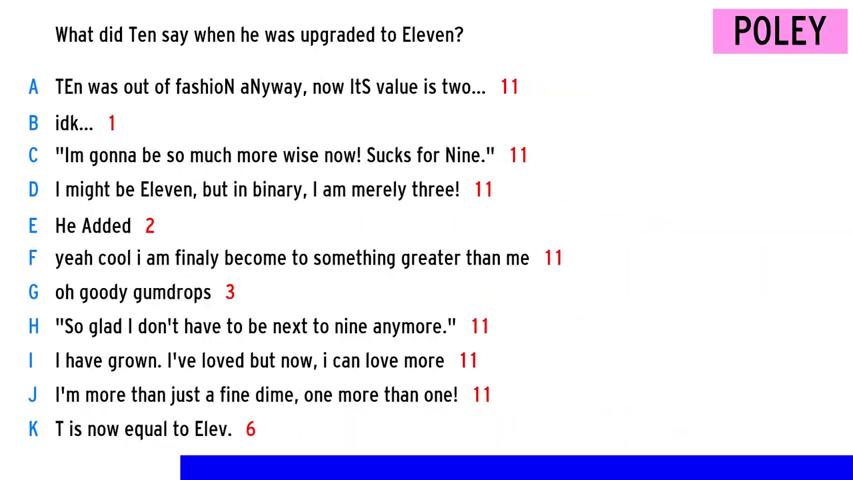 What did Ten say when he was upgraded to Eleven?
POLEY
A TEn was out of fashioN aNyway, now ItS value is two... 11
B idk... 1
C "Im gonna be so much more wise now! Sucks for Nine." 11
D I might be Eleven, but in binary, I am merely three! 11
E He Added 2
F yeah cool i am finaly become to something greater than me 11
G oh goody gumdrops 3
H "So glad I don't have to be next to nine anymore." 11
I I have grown. I've loved but now, i can love more 11
J I'm more than just a fine dime, one more than one! 11
K T is now equal to Elev. 6